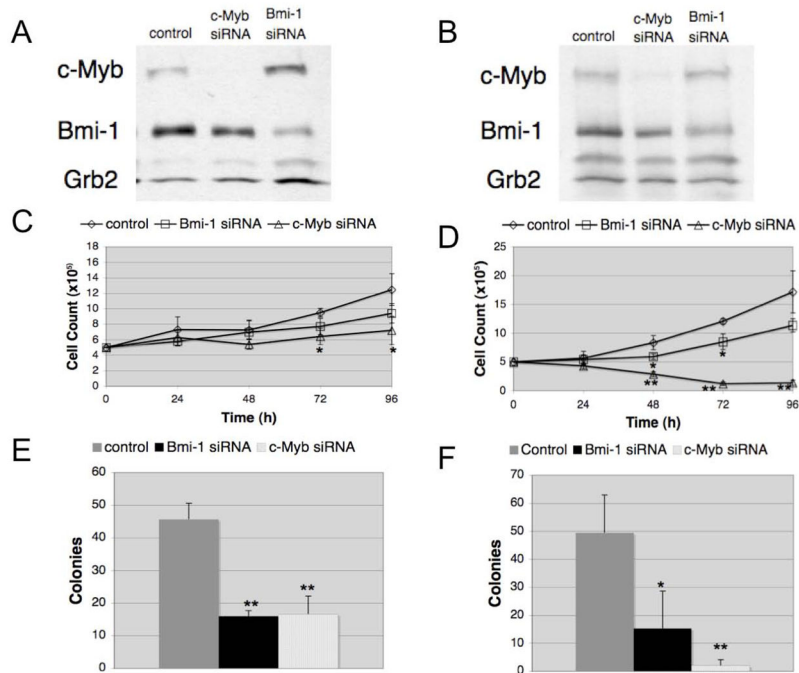 A
control
c-Myb siRNA
Bmi-1 siRNA
c-Myb
Bmi-1
Grb2
B
control
c-Myb siRNA
Bmi-1 siRNA
c-Myb
Bmi-1
Grb2
C
control Bmi-1 siRNA c-Myb siRNA
Cell Count (x10⁵)
18
16
14
12
10
8
6
4
2
0
* *
0 24 48 72 96
Time (h)
D
control Bmi-1 siRNA c-Myb siRNA
Cell Count (x10⁵)
25
20
15
10
5
0
* * *
** ** **
0 24 48 72 96
Time (h)
E
control Bmi-1 siRNA c-Myb siRNA
Colonies
60
50
40
30
20
10
0
** **
F
Control Bmi-1 siRNA c-Myb siRNA
Colonies
70
60
50
40
30
20
10
0
* **